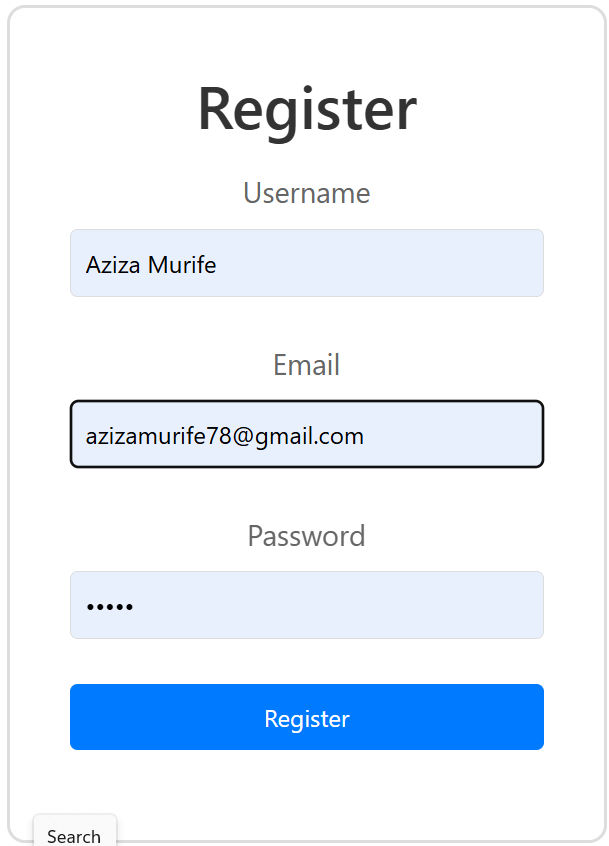 Register
Username
Aziza Murife
Email
azizamurife78@gmail.com
Password
•••••
Register
Search